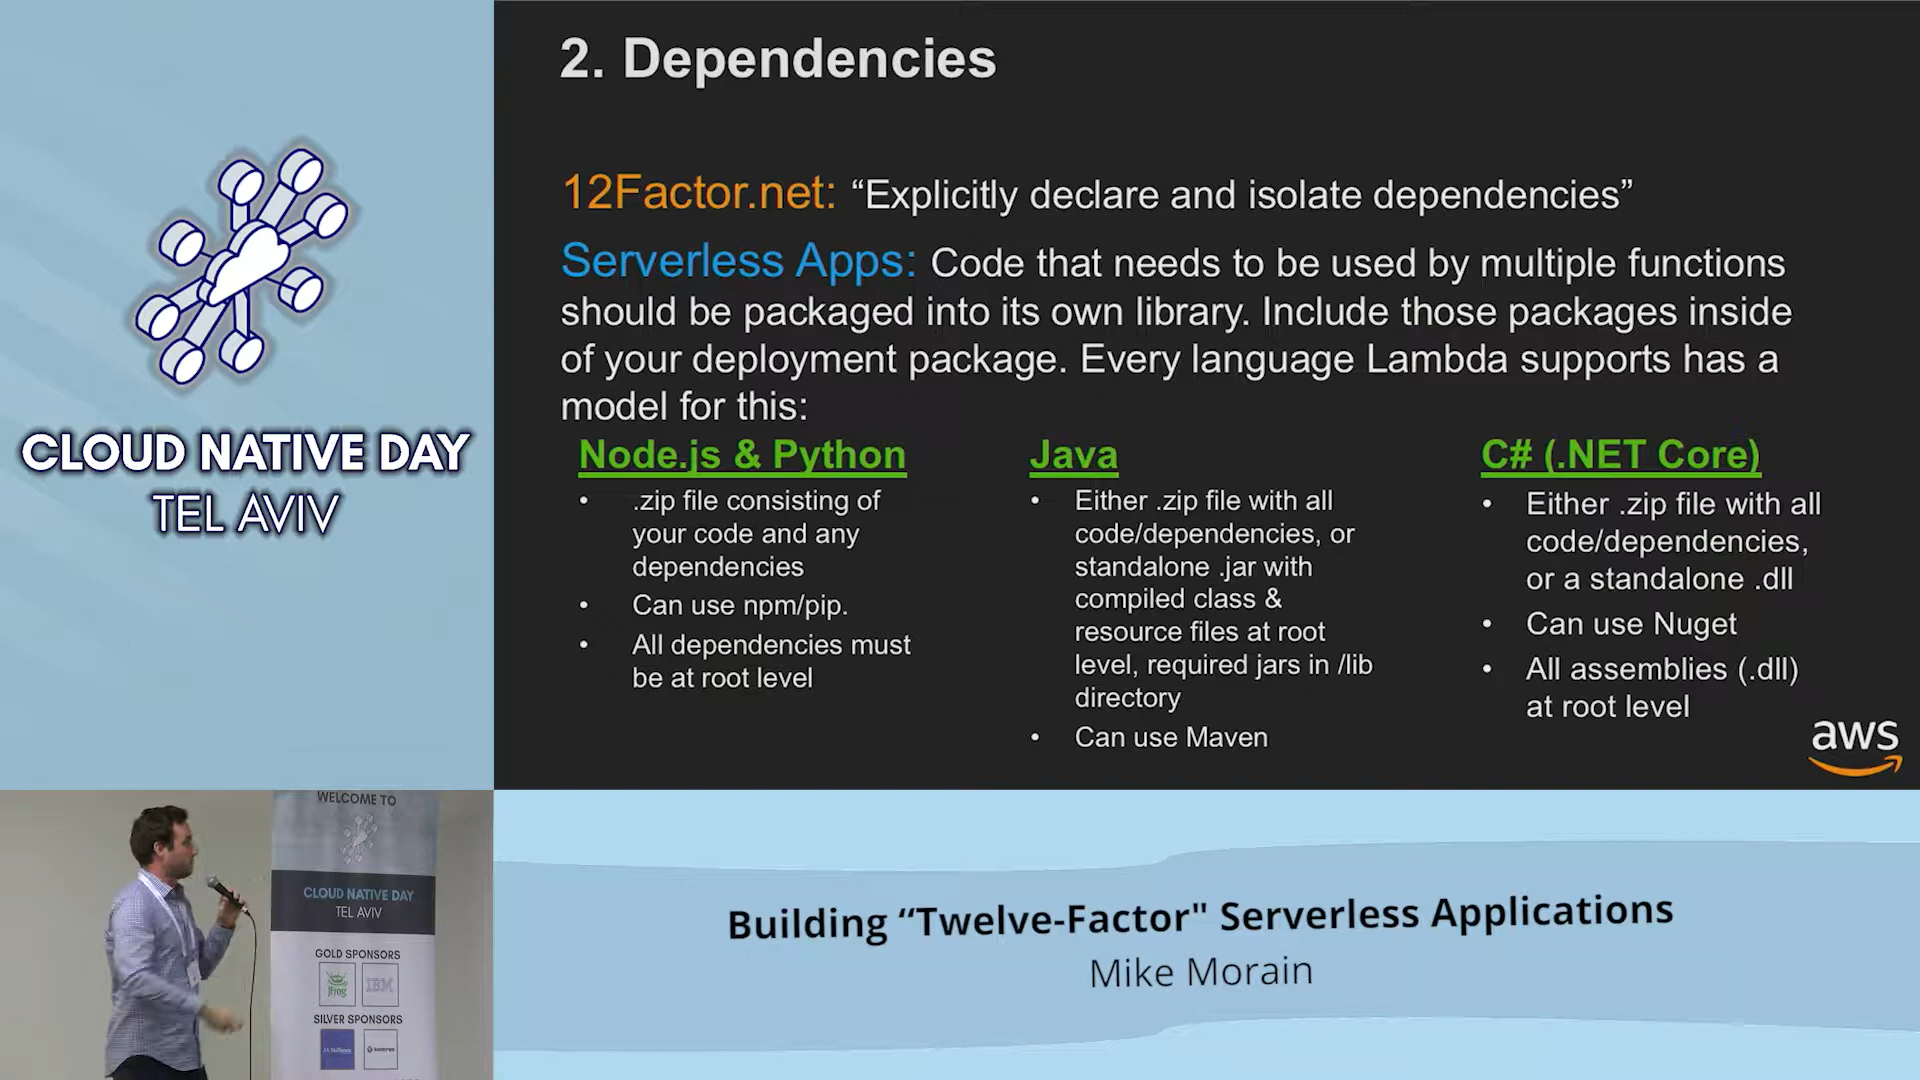 2. Dependencies
12Factor.net: “Explicitly declare and isolate dependencies”
Serverless Apps: Code that needs to be used by multiple functions
should be packaged into its own library. Include those packages inside
of your deployment package. Every language Lambda supports has a
model for this:
Node.js & Python
• .zip file consisting of
your code and any
dependencies
• Can use npm/pip.
• All dependencies must
be at root level
Java
• Either .zip file with all
code/dependencies, or
standalone .jar with
compiled class &
resource files at root
level, required jars in /lib
directory
• Can use Maven
C# (.NET Core)
• Either .zip file with all
code/dependencies,
or a standalone .dll
• Can use Nuget
• All assemblies (.dll)
at root level
aws
CLOUD NATIVE DAY
TEL AVIV
WELCOME TO
CLOUD NATIVE DAY
TEL AVIV
GOLD SPONSORS
jFrog
IBM
SILVER SPONSORS
Building “Twelve-Factor" Serverless Applications
Mike Morain